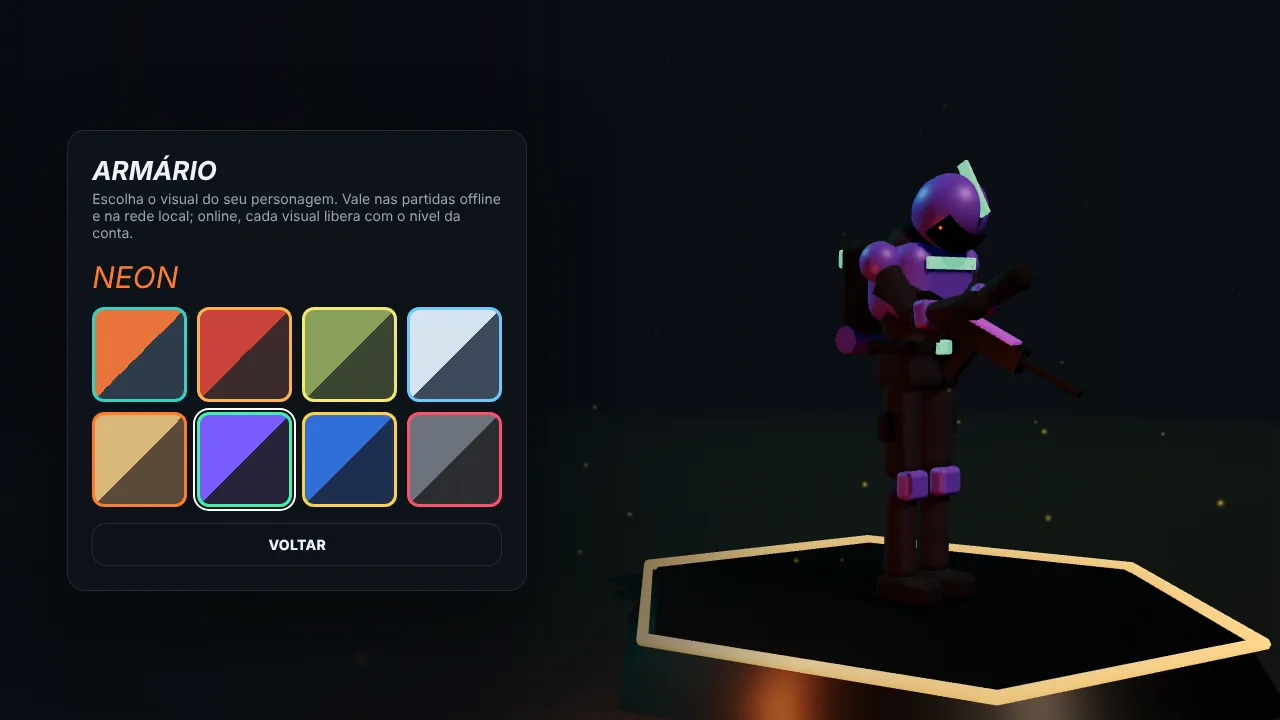 ARMÁRIO
Escolha o visual do seu personagem. Vale nas partidas offline
e na rede local; online, cada visual libera com o nível da
conta.
NEON
VOLTAR